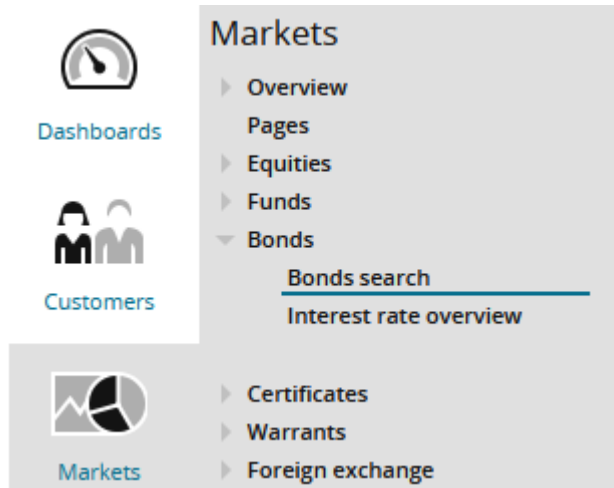 Dashboards
Customers
Markets
Markets
Overview
Pages
Equities
Funds
Bonds
Bonds search
Interest rate overview
Certificates
Warrants
Foreign exchange